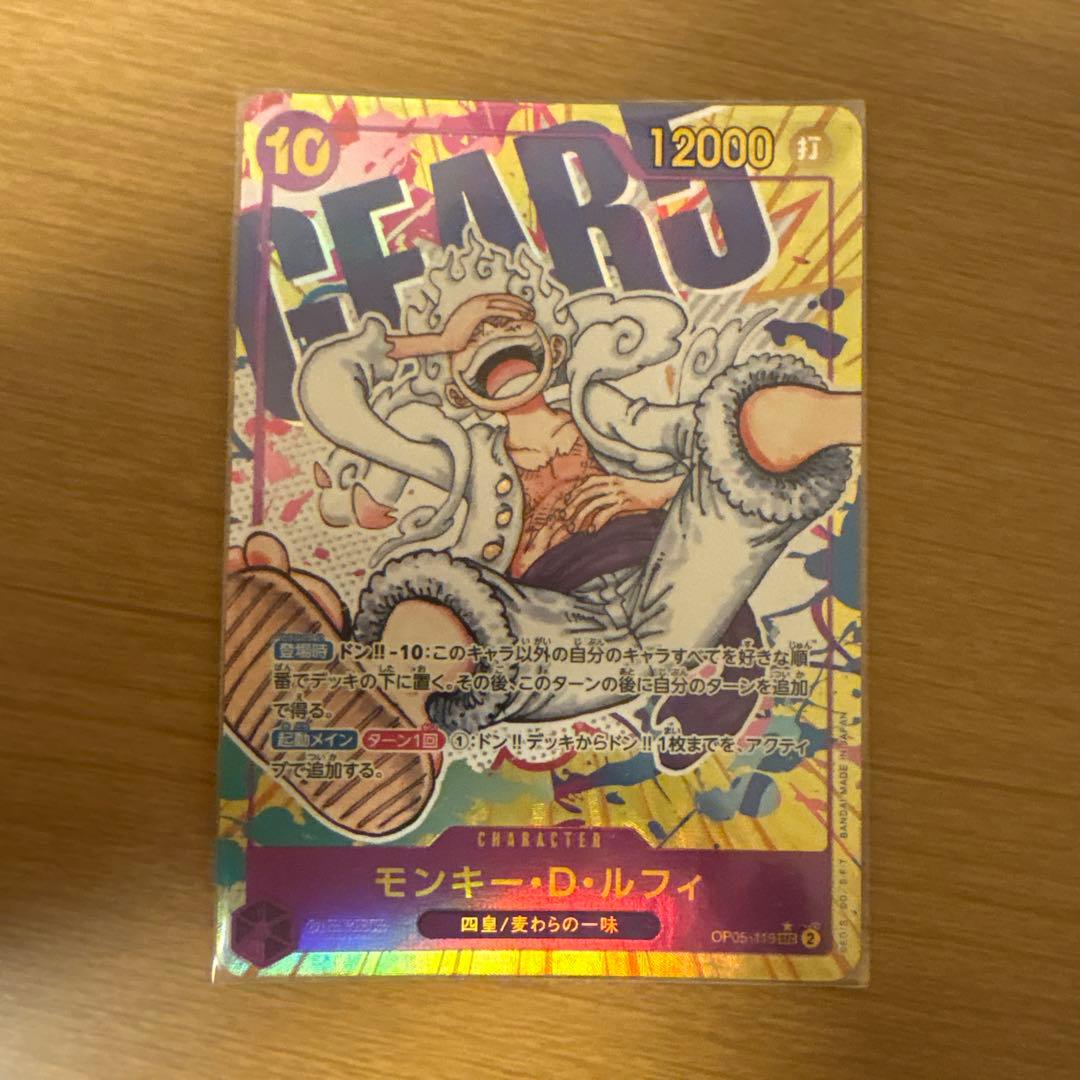 10
12000 打
GEAR5
登場時 ドン!!-10:このキャラ以外の自分のキャラすべてを好きな順
番でデッキの下に置く。その後、このターンの後に自分のターンを追加
で得る。
起動メイン ターン1回 ①:ドン!!デッキからドン!!1枚までを、アクティ
ブで追加する。
CHARACTER
モンキー・D・ルフィ
四皇/麦わらの一味
OP05-119 SEC ★ 2
BANDAI MADE IN JAPAN